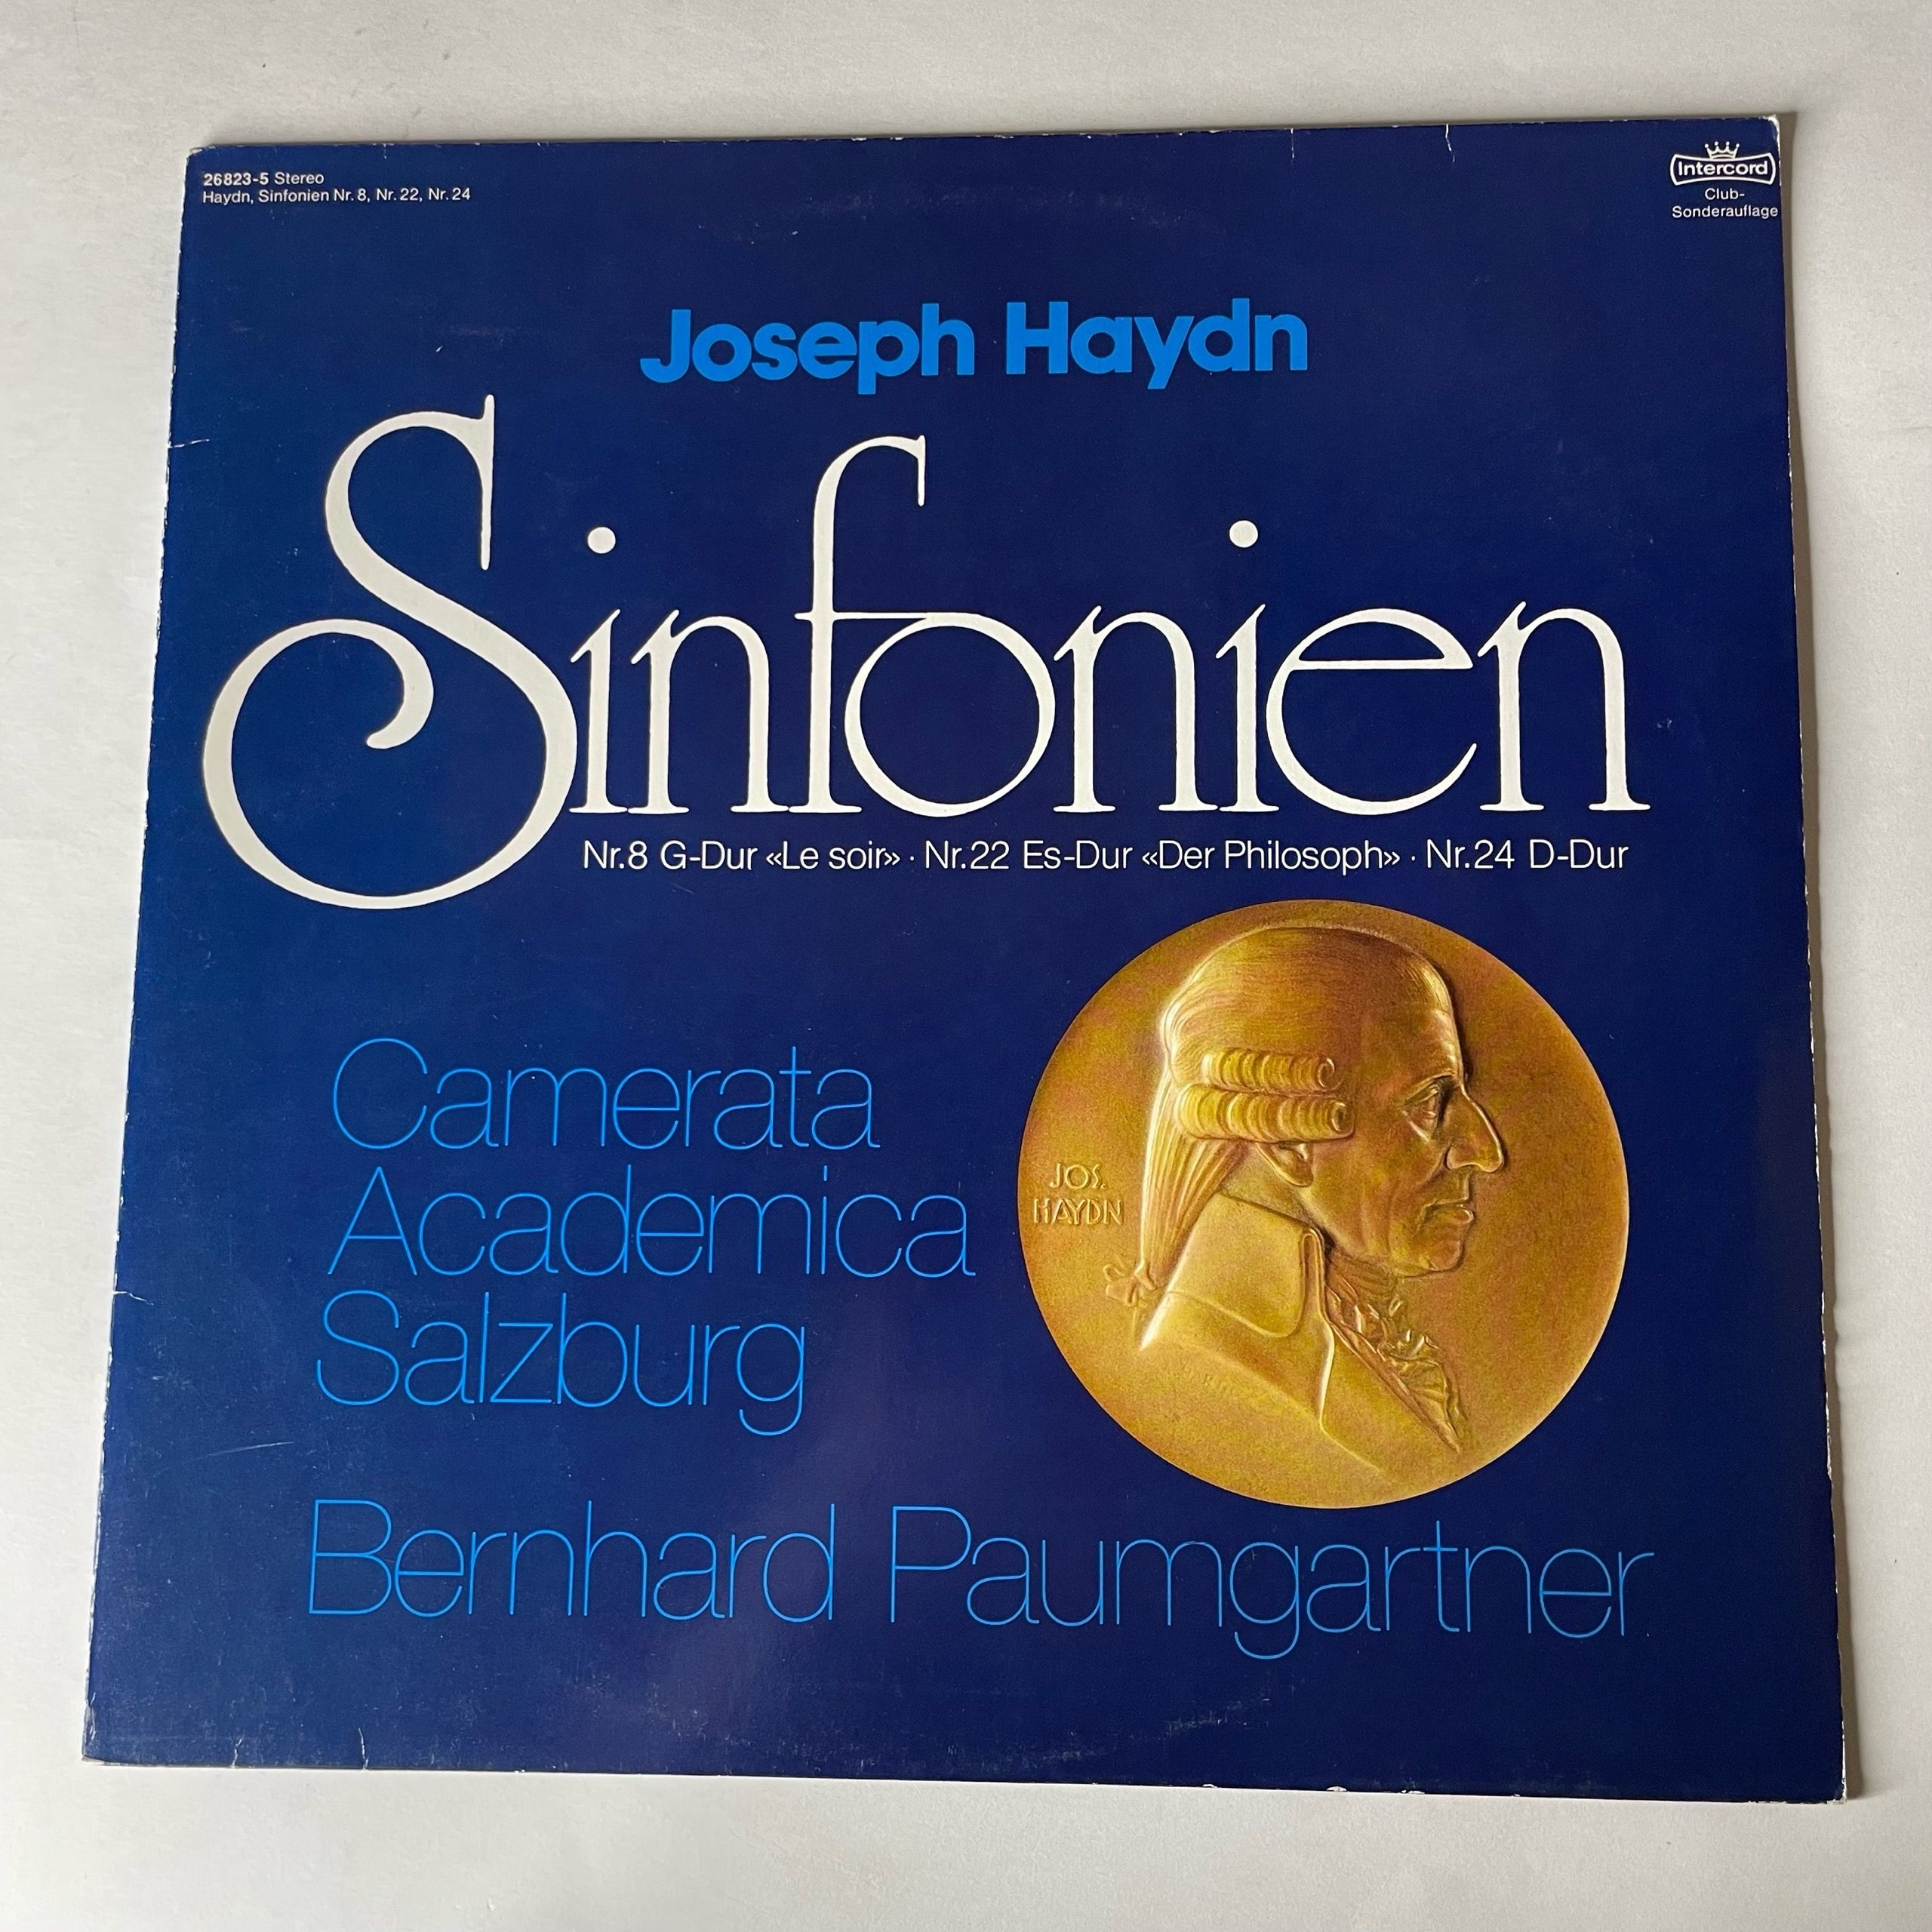 26823-5 Stereo
Haydn, Sinfonien Nr. 8, Nr. 22, Nr. 24
Intercord
Club-
Sonderauflage
Joseph Haydn
Sinfonien
Nr.8 G-Dur «Le soir» · Nr.22 Es-Dur «Der Philosoph» · Nr.24 D-Dur
JOS.
HAYDN
Camerata
Academica
Salzburg
Bernhard Paumgartner